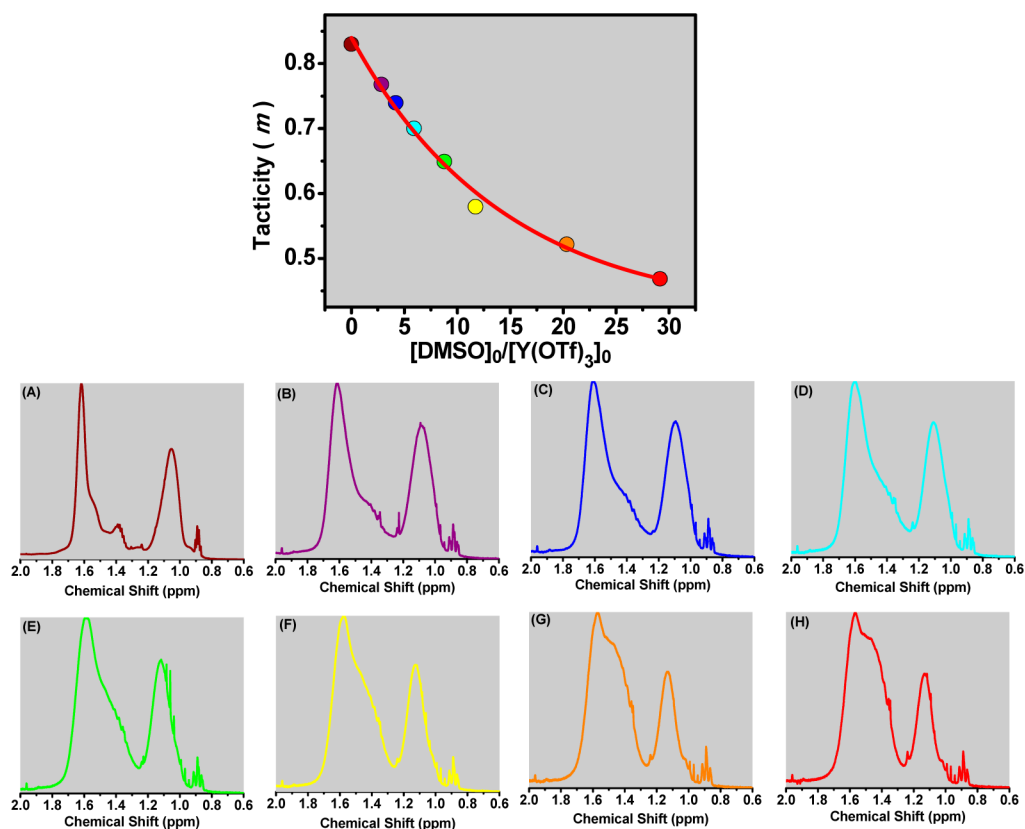 Tacticity ( m )
0.8
0.7
0.6
0.5
0 5 10 15 20 25 30
[DMSO]₀/[Y(OTf)₃]₀
(A) (B) (C) (D)
2.0 1.8 1.6 1.4 1.2 1.0 0.8 0.6 2.0 1.8 1.6 1.4 1.2 1.0 0.8 0.6 2.0 1.8 1.6 1.4 1.2 1.0 0.8 0.6 2.0 1.8 1.6 1.4 1.2 1.0 0.8 0.6
Chemical Shift (ppm) Chemical Shift (ppm) Chemical Shift (ppm) Chemical Shift (ppm)
(E) (F) (G) (H)
2.0 1.8 1.6 1.4 1.2 1.0 0.8 0.6 2.0 1.8 1.6 1.4 1.2 1.0 0.8 0.6 2.0 1.8 1.6 1.4 1.2 1.0 0.8 0.6 2.0 1.8 1.6 1.4 1.2 1.0 0.8 0.6
Chemical Shift (ppm) Chemical Shift (ppm) Chemical Shift (ppm) Chemical Shift (ppm)